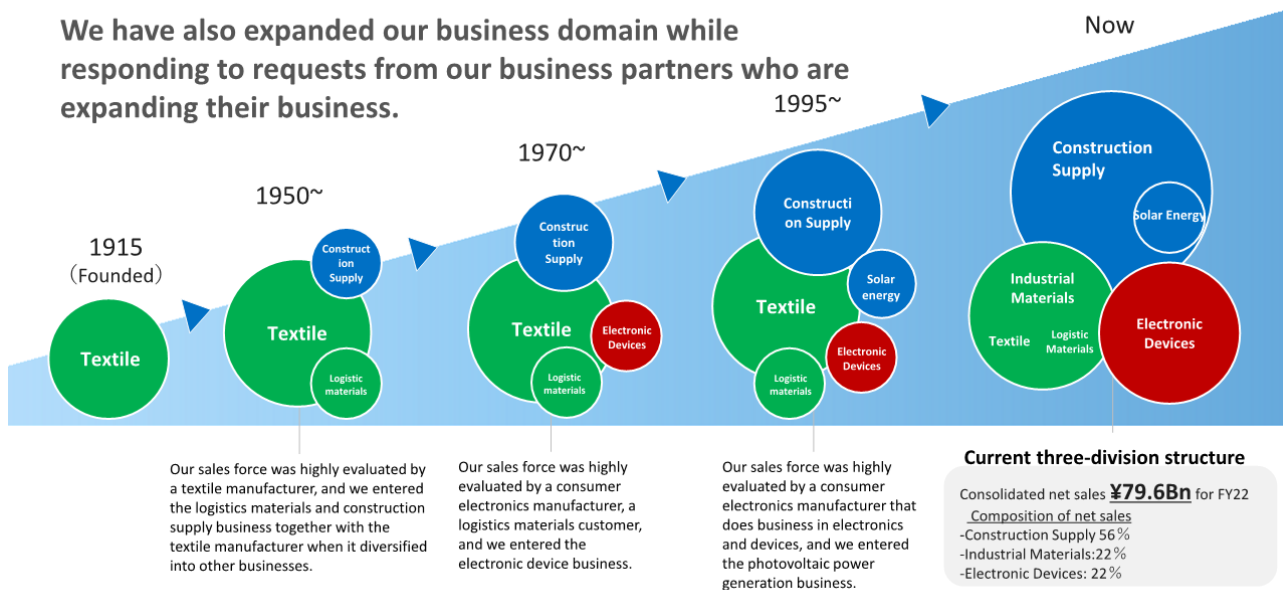 We have also expanded our business domain while
responding to requests from our business partners who are
expanding their business.
1915
(Founded)
Textile
1950~
Construct
ion
Supply
Textile
Logistic
materials
1970~
Construc
tion
Supply
Textile
Electronic
Devices
Logistic
materials
1995~
Constructi
on Supply
Textile
Solar
energy
Electronic
Devices
Logistic
materials
Now
Construction
Supply
Solar Energy
Industrial
Materials
Textile
Logistic
Materials
Electronic
Devices
Our sales force was highly evaluated by
a textile manufacturer, and we entered
the logistics materials and construction
supply business together with the
textile manufacturer when it diversified
into other businesses.
Our sales force was highly
evaluated by a consumer
electronics manufacturer, a
logistics materials customer,
and we entered the
electronic device business.
Our sales force was highly
evaluated by a consumer
electronics manufacturer that
does business in electronics
and devices, and we entered
the photovoltaic power
generation business.
Current three-division structure
Consolidated net sales ¥79.6Bn for FY22
Composition of net sales
-Construction Supply 56%
-Industrial Materials:22%
-Electronic Devices: 22%